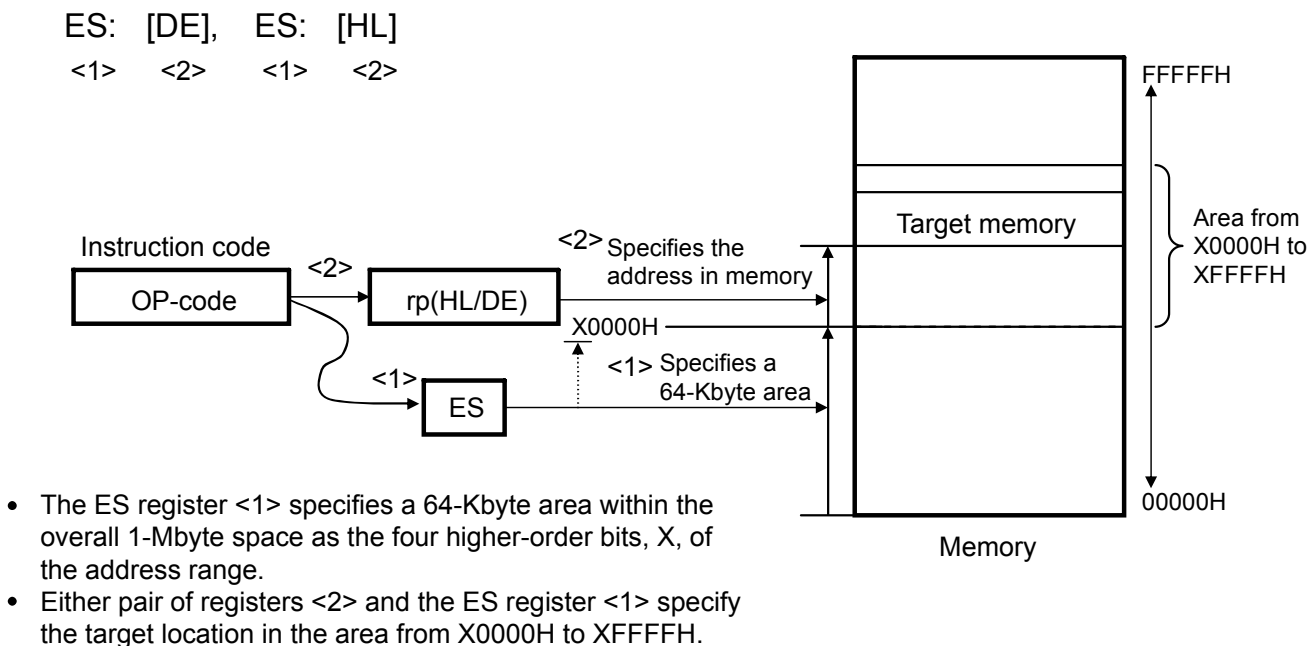 ES: [DE], ES: [HL]
<1> <2> <1> <2>
FFFFFH
Target memory
Area from
X0000H to
XFFFFH
Instruction code
OP-code
<2>
rp(HL/DE)
<2> Specifies the
address in memory
X0000H
<1>
ES
<1> Specifies a
64-Kbyte area
00000H
Memory
• The ES register <1> specifies a 64-Kbyte area within the
overall 1-Mbyte space as the four higher-order bits, X, of
the address range.
• Either pair of registers <2> and the ES register <1> specify
the target location in the area from X0000H to XFFFFH.